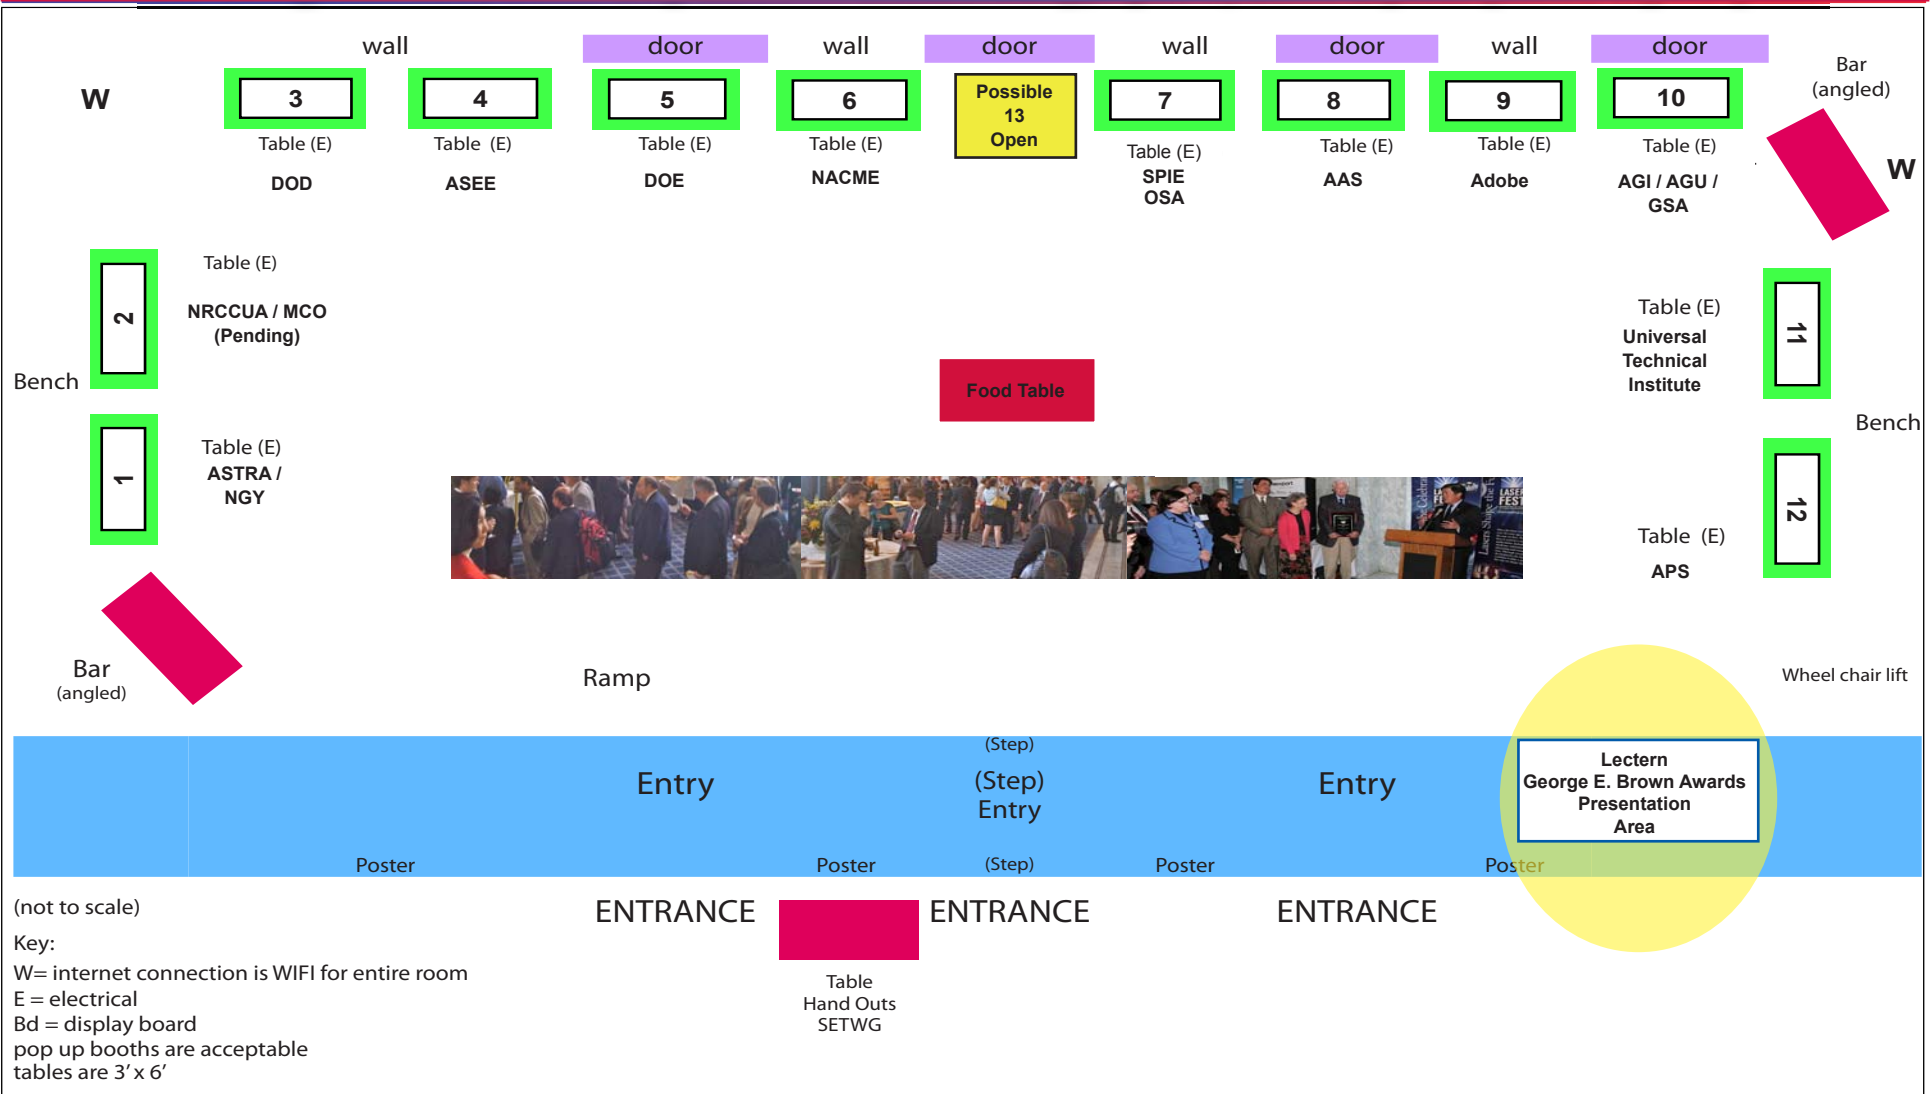 wall
door
wall
door
wall
door
wall
door
Bar
(angled)
W
3
4
5
6
Possible
13
Open
7
8
9
10
W
Table (E)
DOD
Table (E)
ASEE
Table (E)
DOE
Table (E)
NACME
Table (E)
SPIE
OSA
Table (E)
AAS
Table (E)
Adobe
Table (E)
AGI / AGU /
GSA
2
Table (E)
NRCCUA / MCO
(Pending)
Bench
1
Table (E)
ASTRA /
NGY
Food Table
Table (E)
Universal
Technical
Institute
11
Bench
12
Table (E)
APS
LASER
FEST
Lasers Shape the
Bar
(angled)
Ramp
Wheel chair lift
Entry
(Step)
(Step)
Entry
(Step)
Entry
Lectern
George E. Brown Awards
Presentation
Area
Poster
Poster
Poster
Poster
ENTRANCE
ENTRANCE
ENTRANCE
Table
Hand Outs
SETWG
(not to scale)
Key:
W= internet connection is WIFI for entire room
E = electrical
Bd = display board
pop up booths are acceptable
tables are 3’ x 6’